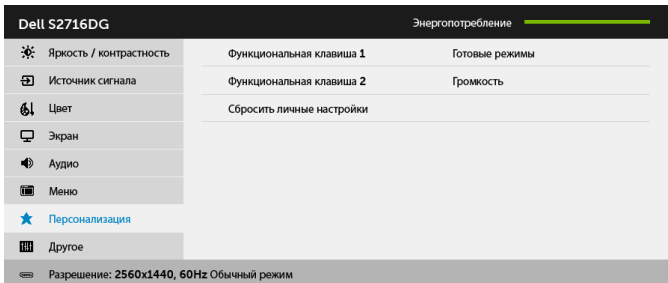 Dell S2716DG
Энергопотребление
Яркость / контрастность
Функциональная клавиша 1
Готовые режимы
Источник сигнала
Функциональная клавиша 2
Громкость
Цвет
Сбросить личные настройки
Экран
Аудио
Меню
Персонализация
Другое
Разрешение: 2560x1440, 60Hz Обычный режим